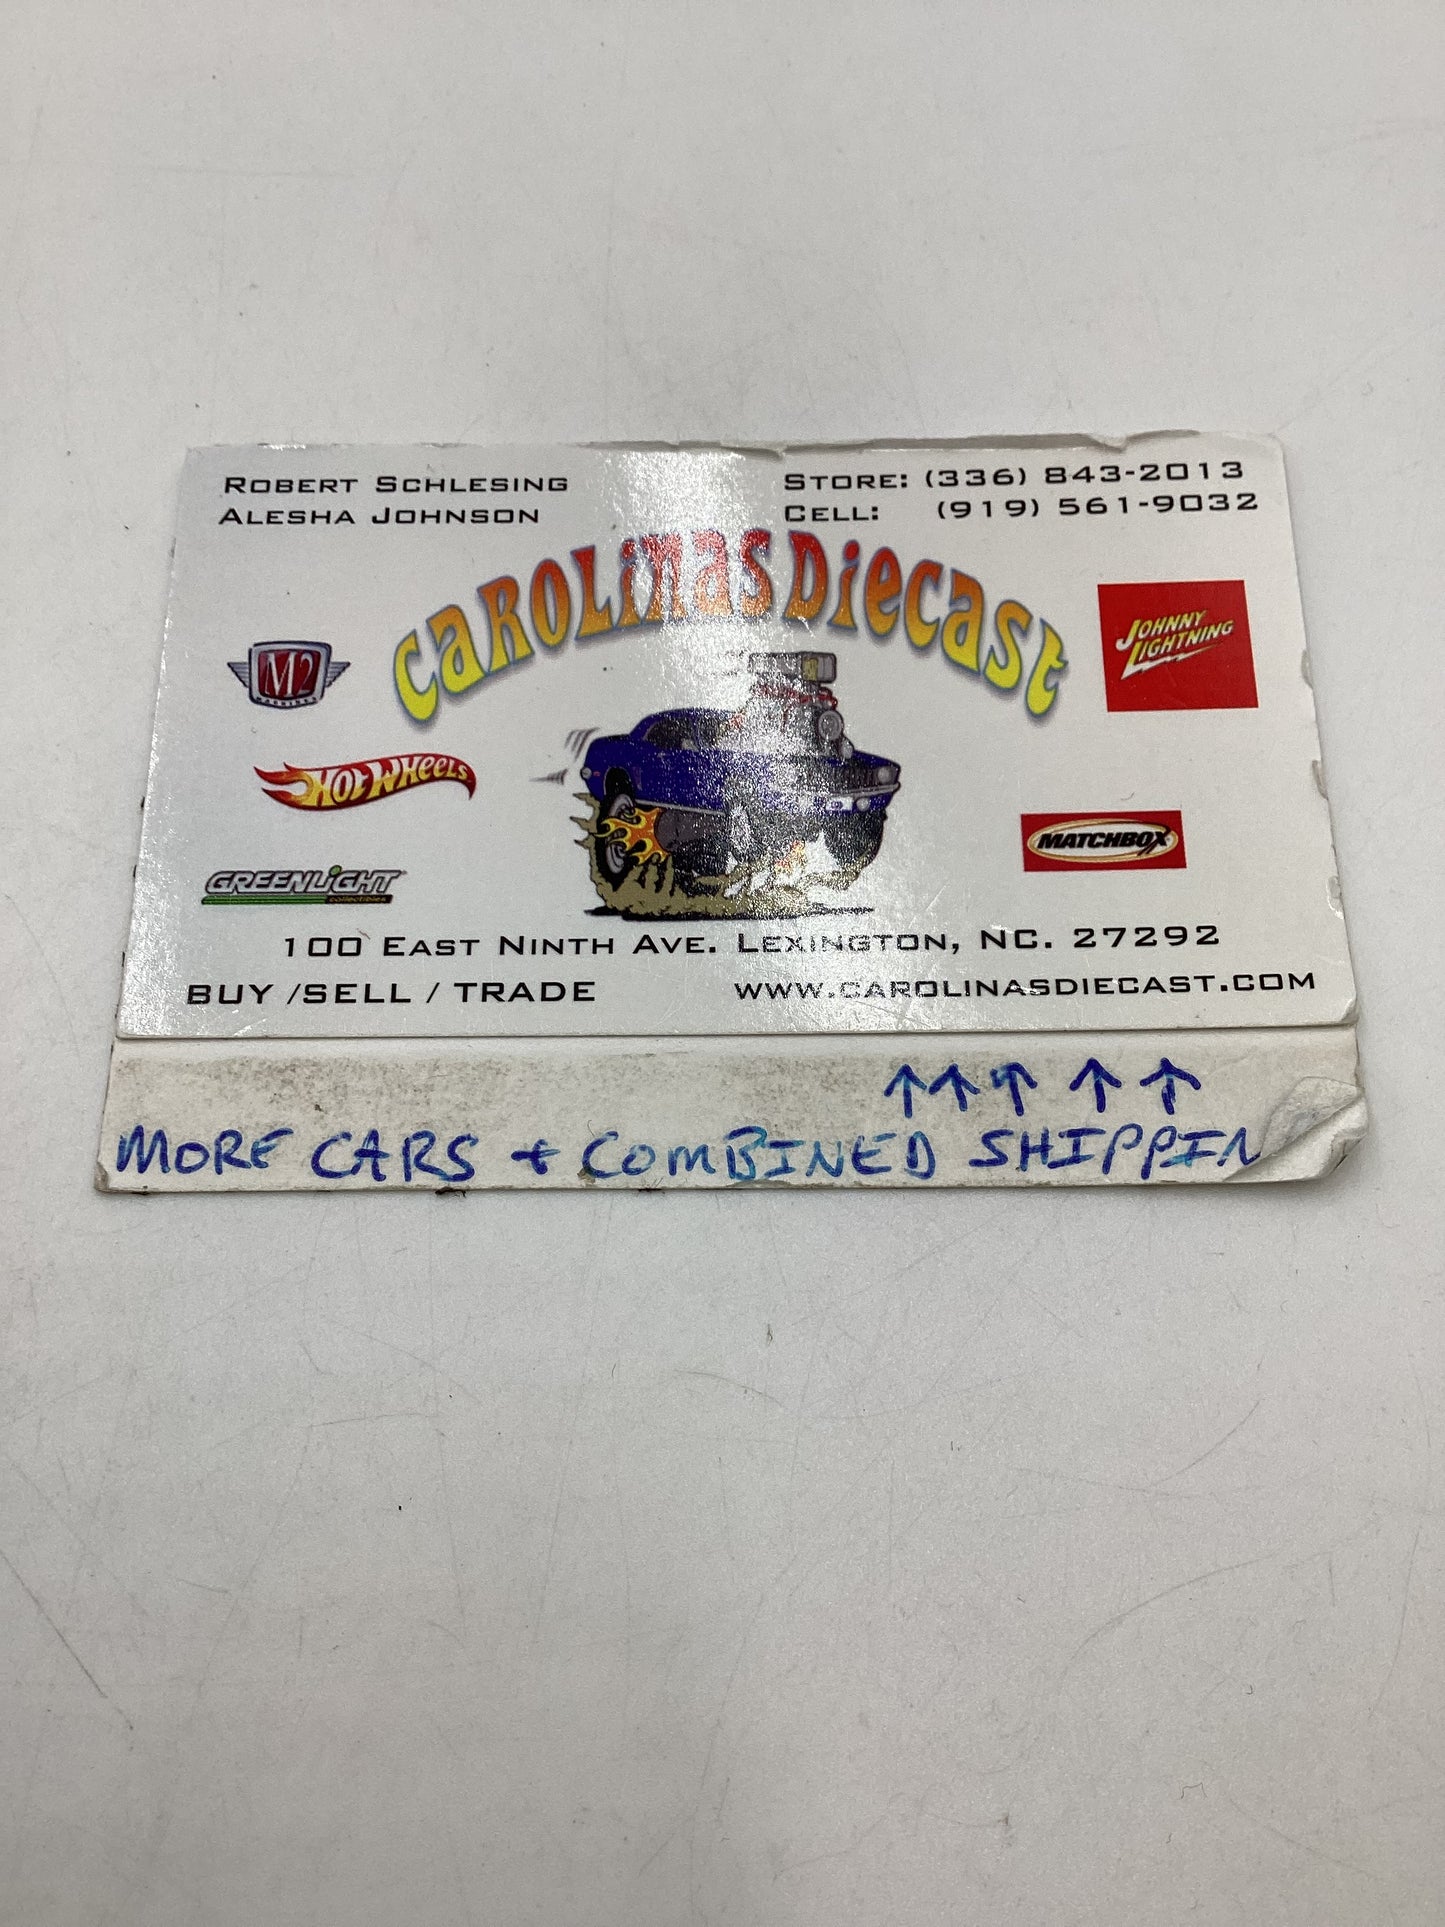 ROBERT SCHLESING
ALESHA JOHNSON
STORE: (336) 843-2013
CELL: (919) 561-9032
CAROLiNas DiecasT
M2
MACHINES
JOHNNY
LIGHTNING
HOT WHeeLS
MATCHBOX
GREENLiGHT
collectibles
100 EAST NINTH AVE. LEXINGTON, NC. 27292
BUY /SELL / TRADE
WWW.CAROLINASDIECAST.COM
↑ ↑ ↑ ↑ ↑
MORE CARS + COMBINED SHIPPIN